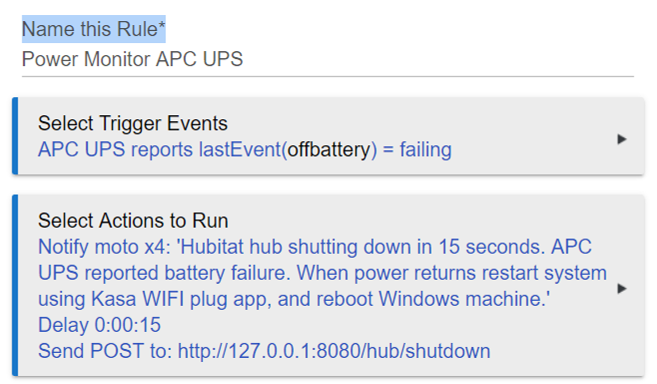 Name this Rule*
Power Monitor APC UPS
Select Trigger Events
APC UPS reports lastEvent(offbattery) = failing
Select Actions to Run
Notify moto x4: 'Hubitat hub shutting down in 15 seconds. APC
UPS reported battery failure. When power returns restart system
using Kasa WIFI plug app, and reboot Windows machine.'
Delay 0:00:15
Send POST to: http://127.0.0.1:8080/hub/shutdown